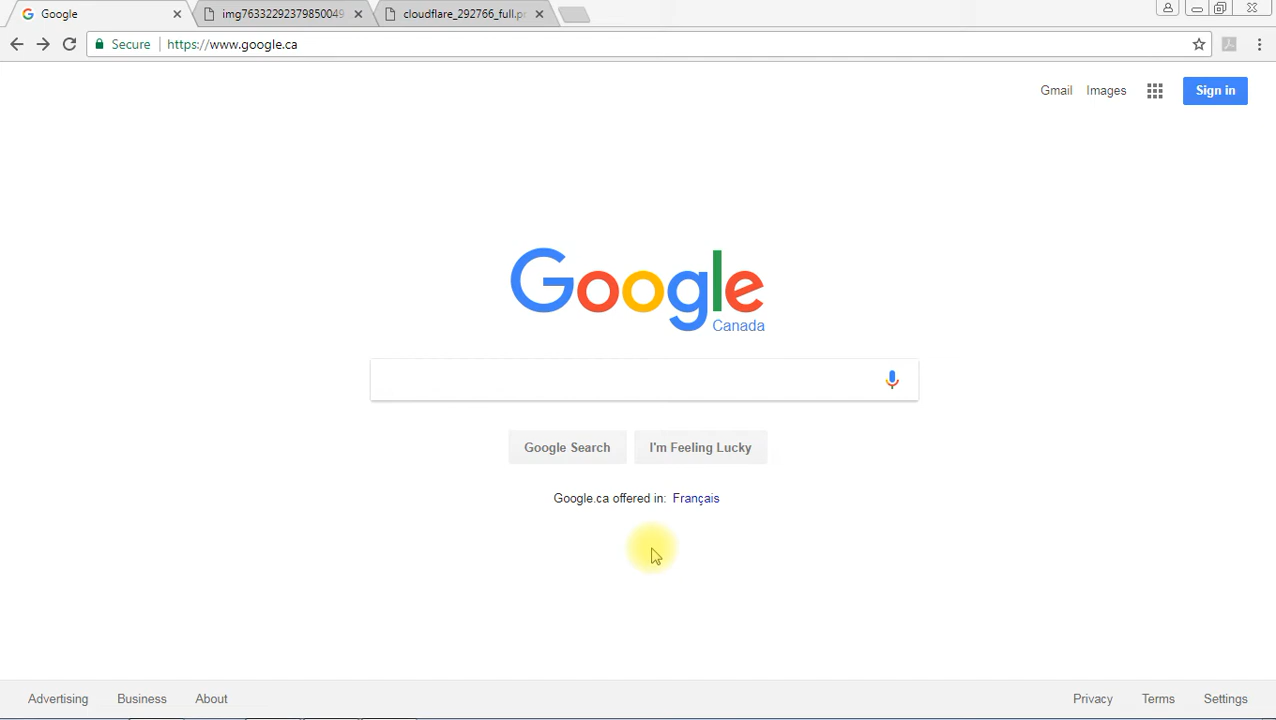 Google
img76332292379850049
cloudflare_292766_full.p
Secure
https://www.google.ca
Gmail
Images
Sign in
Google
Canada
Google Search
I'm Feeling Lucky
Google.ca offered in: Français
Advertising
Business
About
Privacy
Terms
Settings